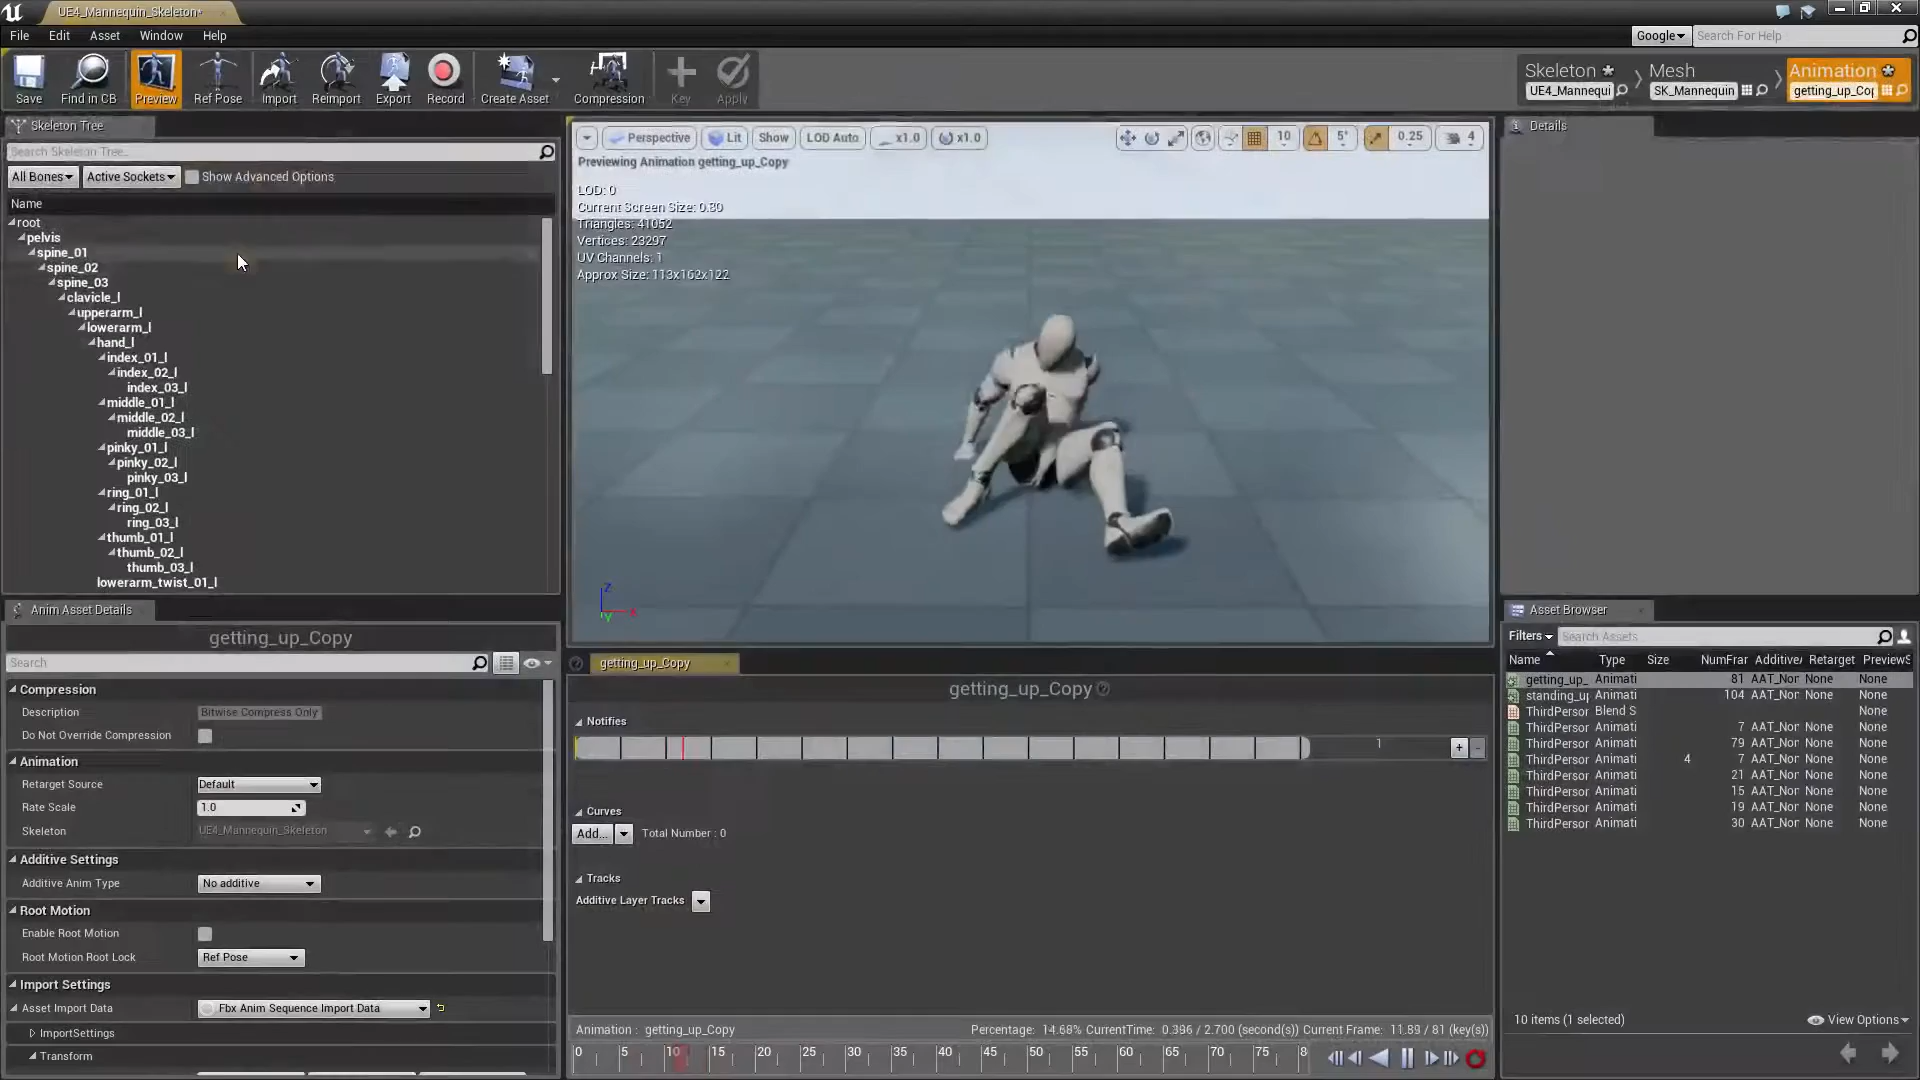 UE4_Mannequin_Skeleton*
File Edit Asset Window Help
Google Search For Help
Save Find in CB Preview Ref Pose Import Reimport Export Record Create Asset Compression Key Apply
Skeleton Mesh Animation
UE4_Mannequi SK_Mannequin getting_up_Cop
Skeleton Tree
Search Skeleton Tree...
All Bones Active Sockets Show Advanced Options
Name
root
pelvis
spine_01
spine_02
spine_03
clavicle_l
upperarm_l
lowerarm_l
hand_l
index_01_l
index_02_l
index_03_l
middle_01_l
middle_02_l
middle_03_l
pinky_01_l
pinky_02_l
pinky_03_l
ring_01_l
ring_02_l
ring_03_l
thumb_01_l
thumb_02_l
thumb_03_l
lowerarm_twist_01_l
Perspective Lit Show LOD Auto x1.0 x1.0 10 5° 0.25 4
Previewing Animation getting_up_Copy
LOD: 0
Current Screen Size: 0.80
Triangles: 41052
Vertices: 23297
UV Channels: 1
Approx Size: 113x162x122
Z
Y
Details
Anim Asset Details
getting_up_Copy
Search
Compression
Description Bitwise Compress Only
Do Not Override Compression
Animation
Retarget Source Default
Rate Scale 1.0
Skeleton UE4_Mannequin_Skeleton
Additive Settings
Additive Anim Type No additive
Root Motion
Enable Root Motion
Root Motion Root Lock Ref Pose
Import Settings
Asset Import Data Fbx Anim Sequence Import Data
ImportSettings
Transform
getting_up_Copy
getting_up_Copy
Notifies
1 + -
Curves
Add... Total Number : 0
Tracks
Additive Layer Tracks
Animation : getting_up_Copy Percentage: 14.68% CurrentTime: 0.396 / 2.700 (second(s)) Current Frame: 11.89 / 81 (key(s))
0 5 10 15 20 25 30 35 40 45 50 55 60 65 70 75 8
Asset Browser
Filters Search Assets
Name Type Size NumFrar Additive/ Retarget PreviewS
getting_up_ Animati 81 AAT_Nor None None
standing_up Animati 104 AAT_Nor None None
ThirdPerson Blend S None
ThirdPerson Animati 7 AAT_Nor None None
ThirdPerson Animati 79 AAT_Nor None None
ThirdPerson Animati 4 7 AAT_Nor None None
ThirdPerson Animati 21 AAT_Nor None None
ThirdPerson Animati 15 AAT_Nor None None
ThirdPerson Animati 19 AAT_Nor None None
ThirdPerson Animati 30 AAT_Nor None None
10 items (1 selected) View Options